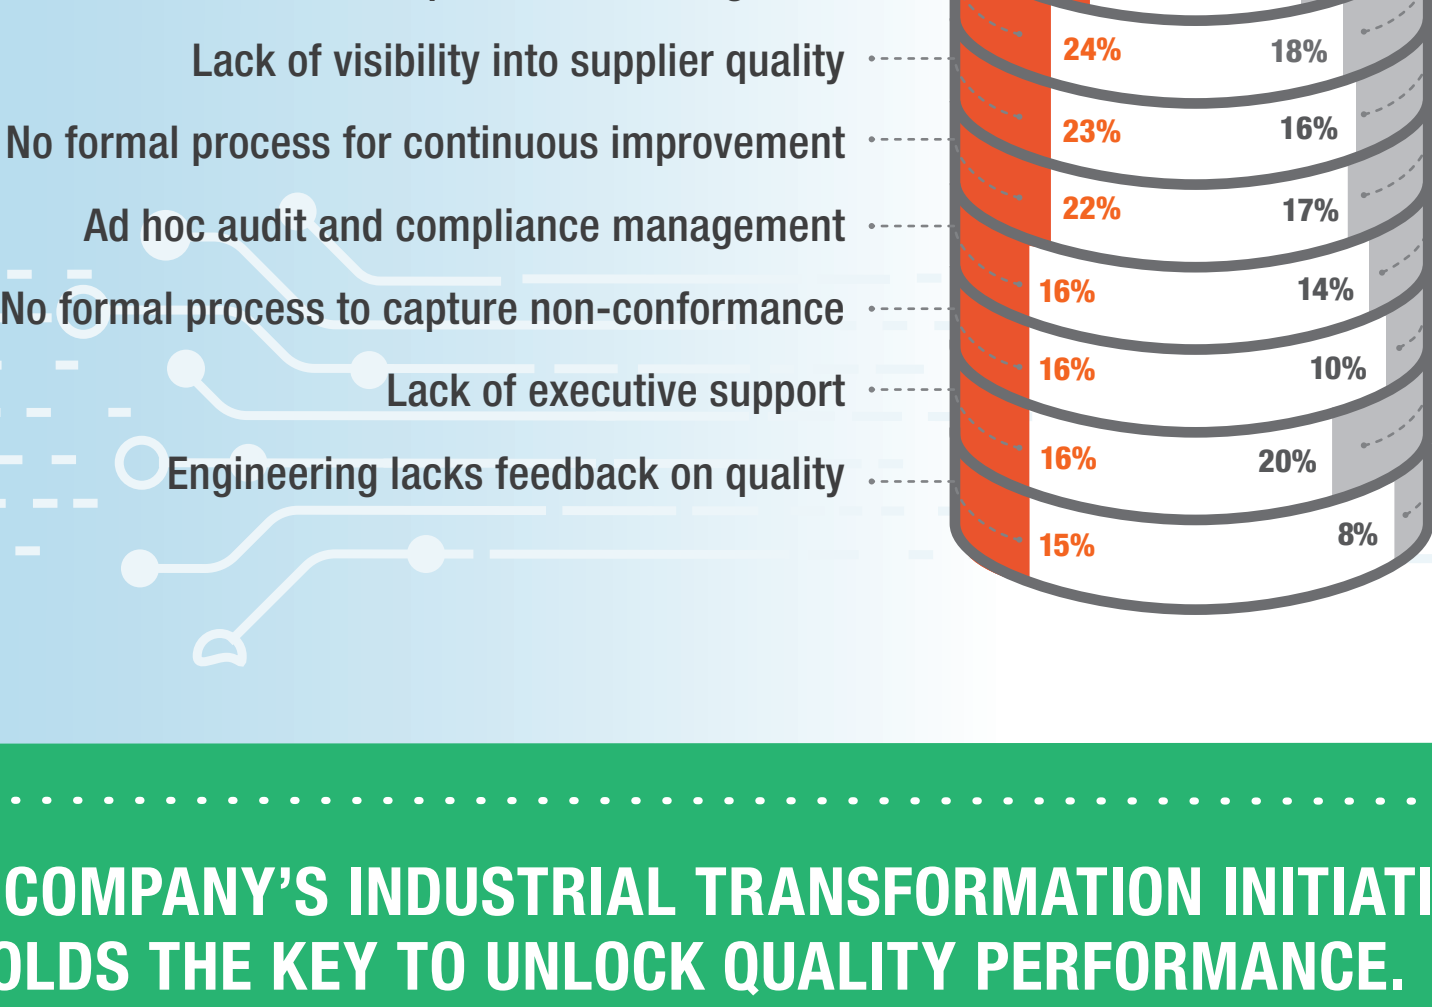 Lack of visibility into supplier quality 24% 18%
No formal process for continuous improvement 23% 16%
Ad hoc audit and compliance management 22% 17%
No formal process to capture non-conformance 16% 14%
Lack of executive support 16% 10%
Engineering lacks feedback on quality 16% 20%
15% 8%
COMPANY’S INDUSTRIAL TRANSFORMATION INITIATI
OLDS THE KEY TO UNLOCK QUALITY PERFORMANCE.